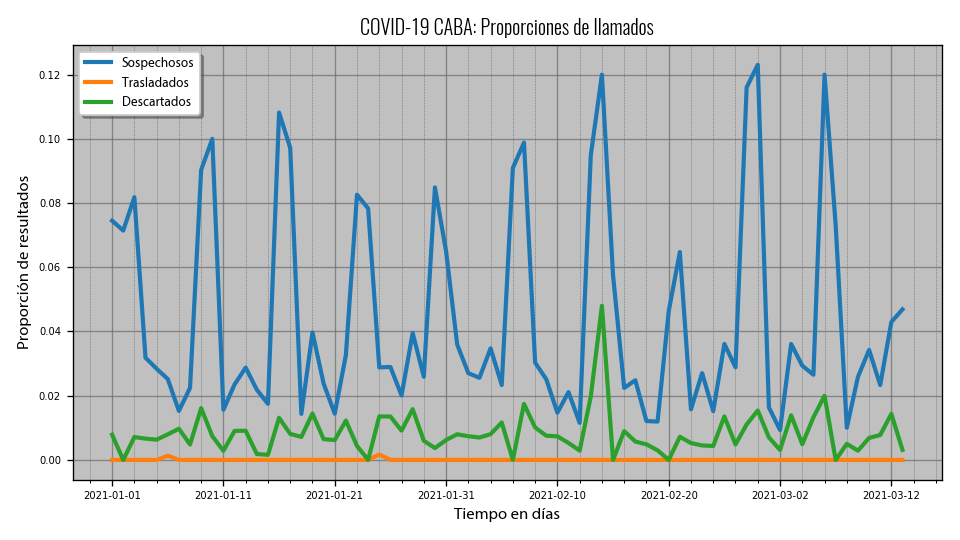 COVID-19 CABA: Proporciones de llamados
Sospechosos
Trasladados
Descartados
Proporción de resultados
0.12
0.10
0.08
0.06
0.04
0.02
0.00
2021-01-01 2021-01-11 2021-01-21 2021-01-31 2021-02-10 2021-02-20 2021-03-02 2021-03-12
Tiempo en días